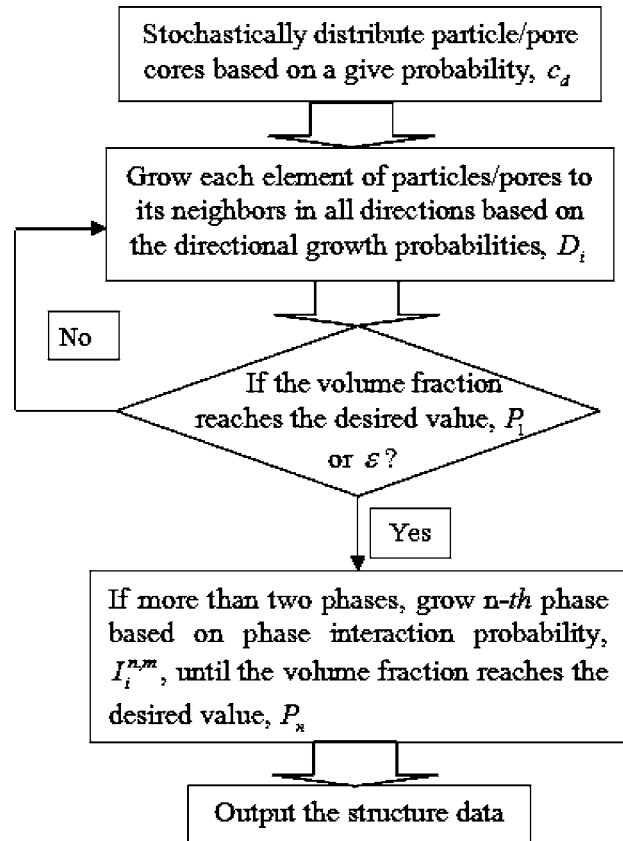 Stochastically distribute particle/pore
cores based on a give probability, c_d
Grow each element of particles/pores to
its neighbors in all directions based on
the directional growth probabilities, D_i
No
If the volume fraction
reaches the desired value, P_1
or ε?
Yes
If more than two phases, grow n-th phase
based on phase interaction probability,
I_i^{n,m}, until the volume fraction reaches the
desired value, P_n
Output the structure data